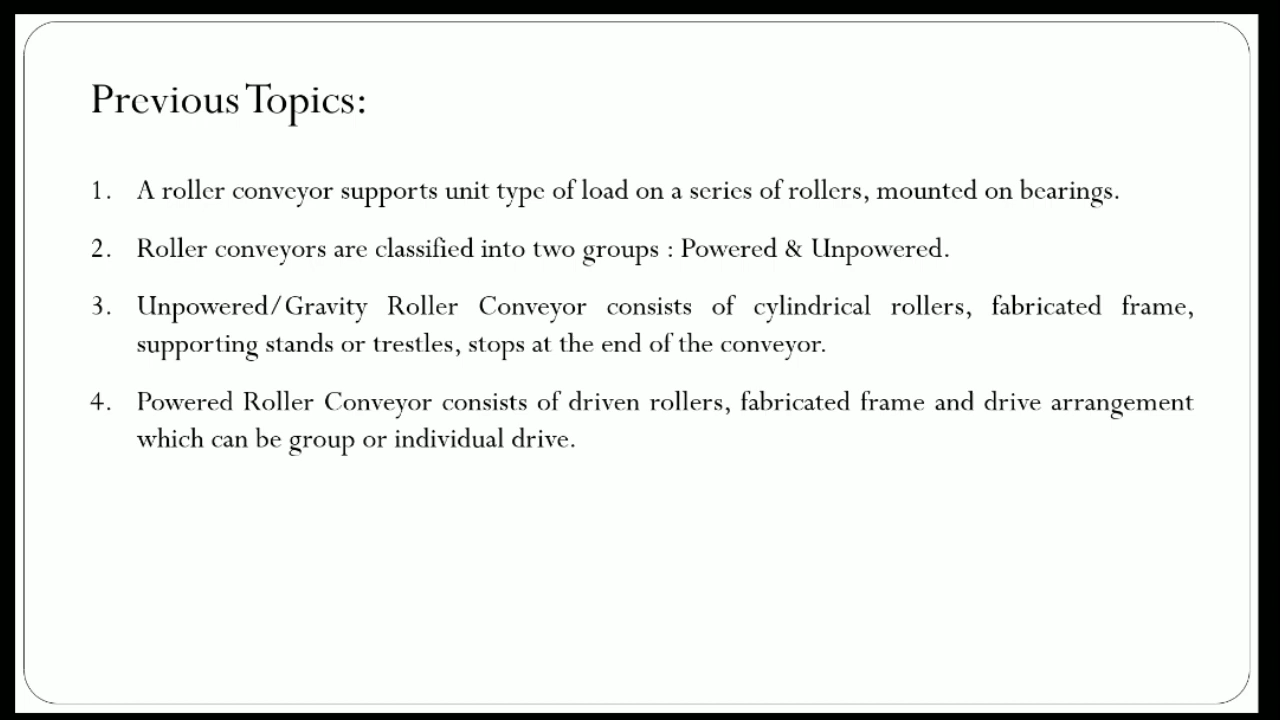 Previous Topics:
1. A roller conveyor supports unit type of load on a series of rollers, mounted on bearings.
2. Roller conveyors are classified into two groups : Powered & Unpowered.
3. Unpowered/Gravity Roller Conveyor consists of cylindrical rollers, fabricated frame,
supporting stands or trestles, stops at the end of the conveyor.
4. Powered Roller Conveyor consists of driven rollers, fabricated frame and drive arrangement
which can be group or individual drive.